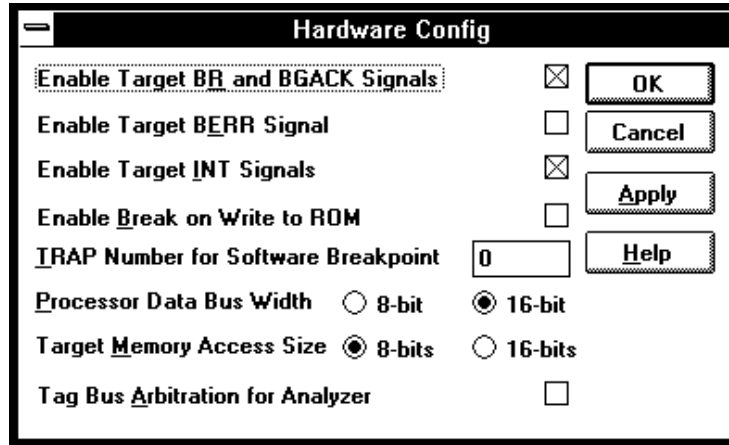 Hardware Config
Enable Target BR and BGACK Signals
OK
Enable Target BERR Signal
Cancel
Enable Target INT Signals
Apply
Enable Break on Write to ROM
TRAP Number for Software Breakpoint 0
Help
Processor Data Bus Width 8-bit 16-bit
Target Memory Access Size 8-bits 16-bits
Tag Bus Arbitration for Analyzer